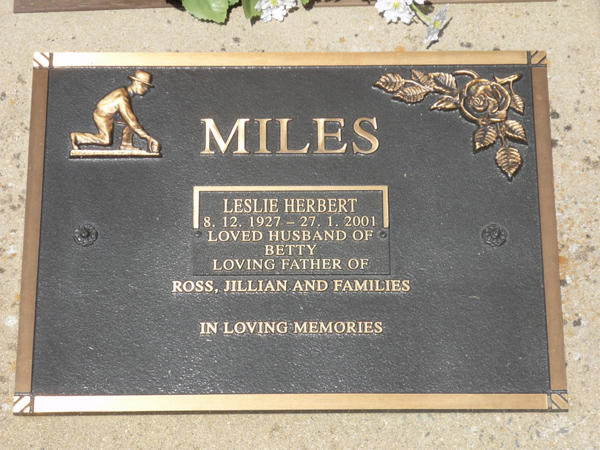 MILES
LESLIE HERBERT
8. 12. 1927 – 27. 1. 2001
LOVED HUSBAND OF
BETTY
LOVING FATHER OF
ROSS, JILLIAN AND FAMILIES
IN LOVING MEMORIES